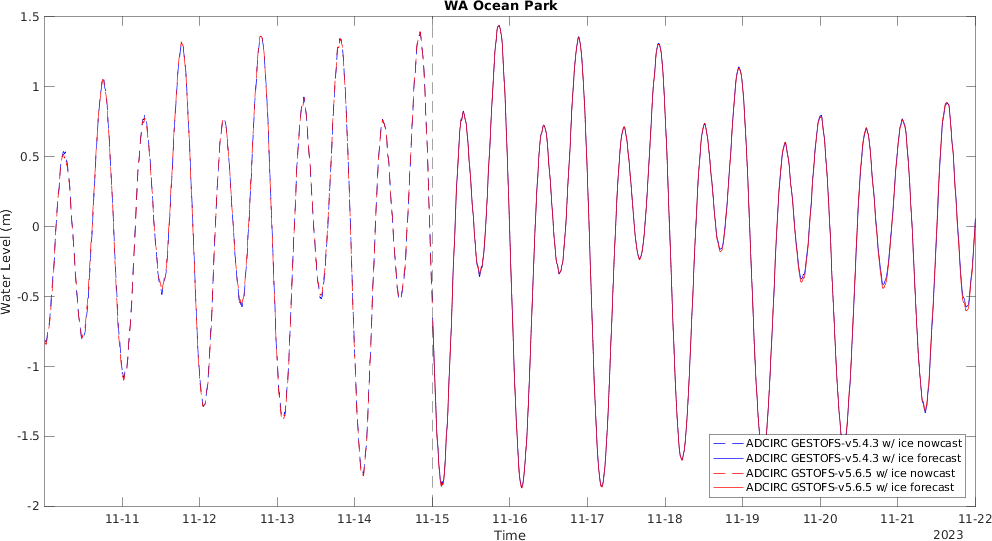 WA Ocean Park
1.5
1
0.5
0
-0.5
-1
-1.5
-2
Water Level (m)
ADCIRC GESTOFS-v5.4.3 w/ ice nowcast
ADCIRC GESTOFS-v5.4.3 w/ ice forecast
ADCIRC GSTOFS-v5.6.5 w/ ice nowcast
ADCIRC GSTOFS-v5.6.5 w/ ice forecast
11-11 11-12 11-13 11-14 11-15 11-16 11-17 11-18 11-19 11-20 11-21 11-22
Time
2023